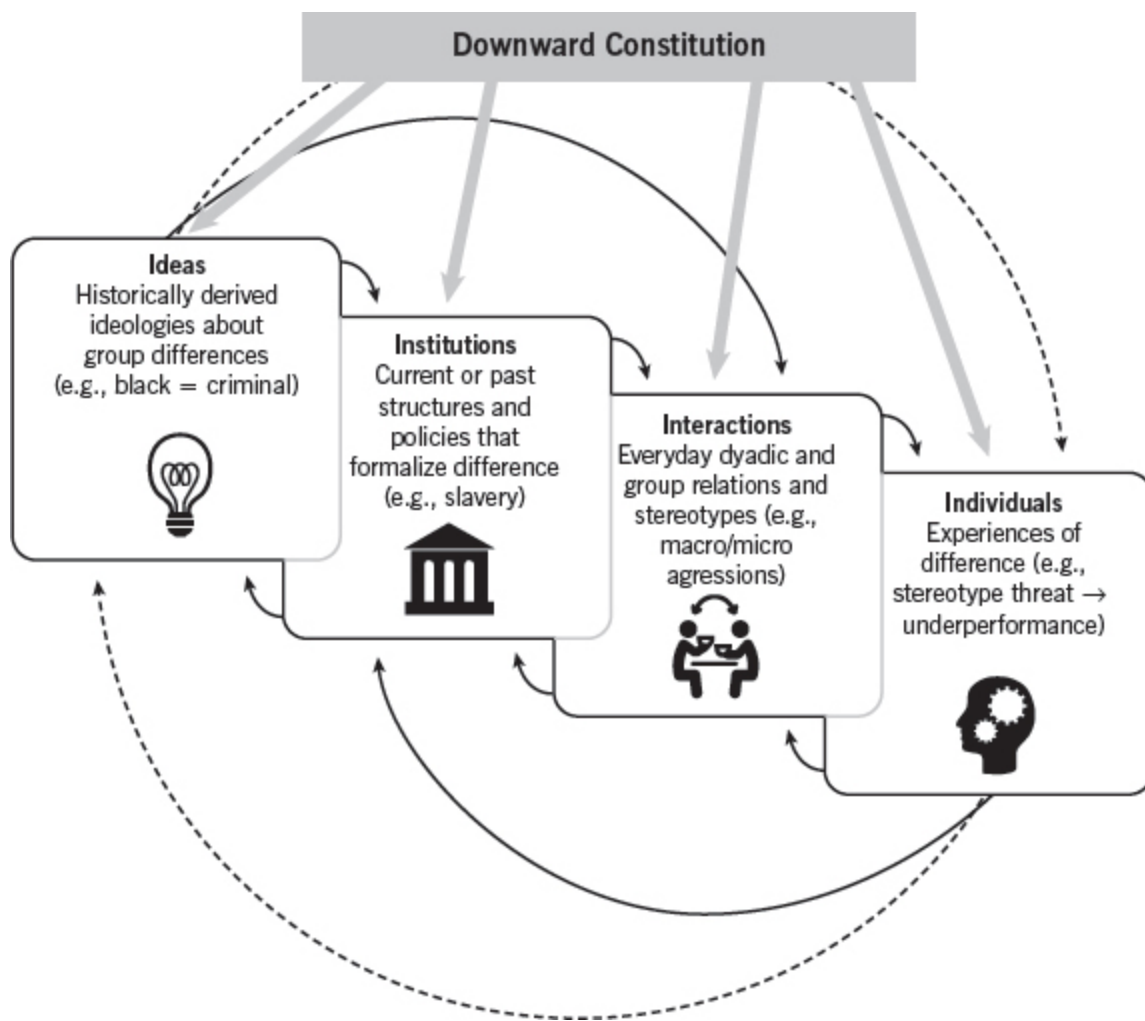 Downward Constitution
Ideas
Historically derived
ideologies about
group differences
(e.g., black = criminal)
Institutions
Current or past
structures and
policies that
formalize difference
(e.g., slavery)
Interactions
Everyday dyadic and
group relations and
stereotypes (e.g.,
macro/micro
agressions)
Individuals
Experiences of
difference (e.g.,
stereotype threat →
underperformance)